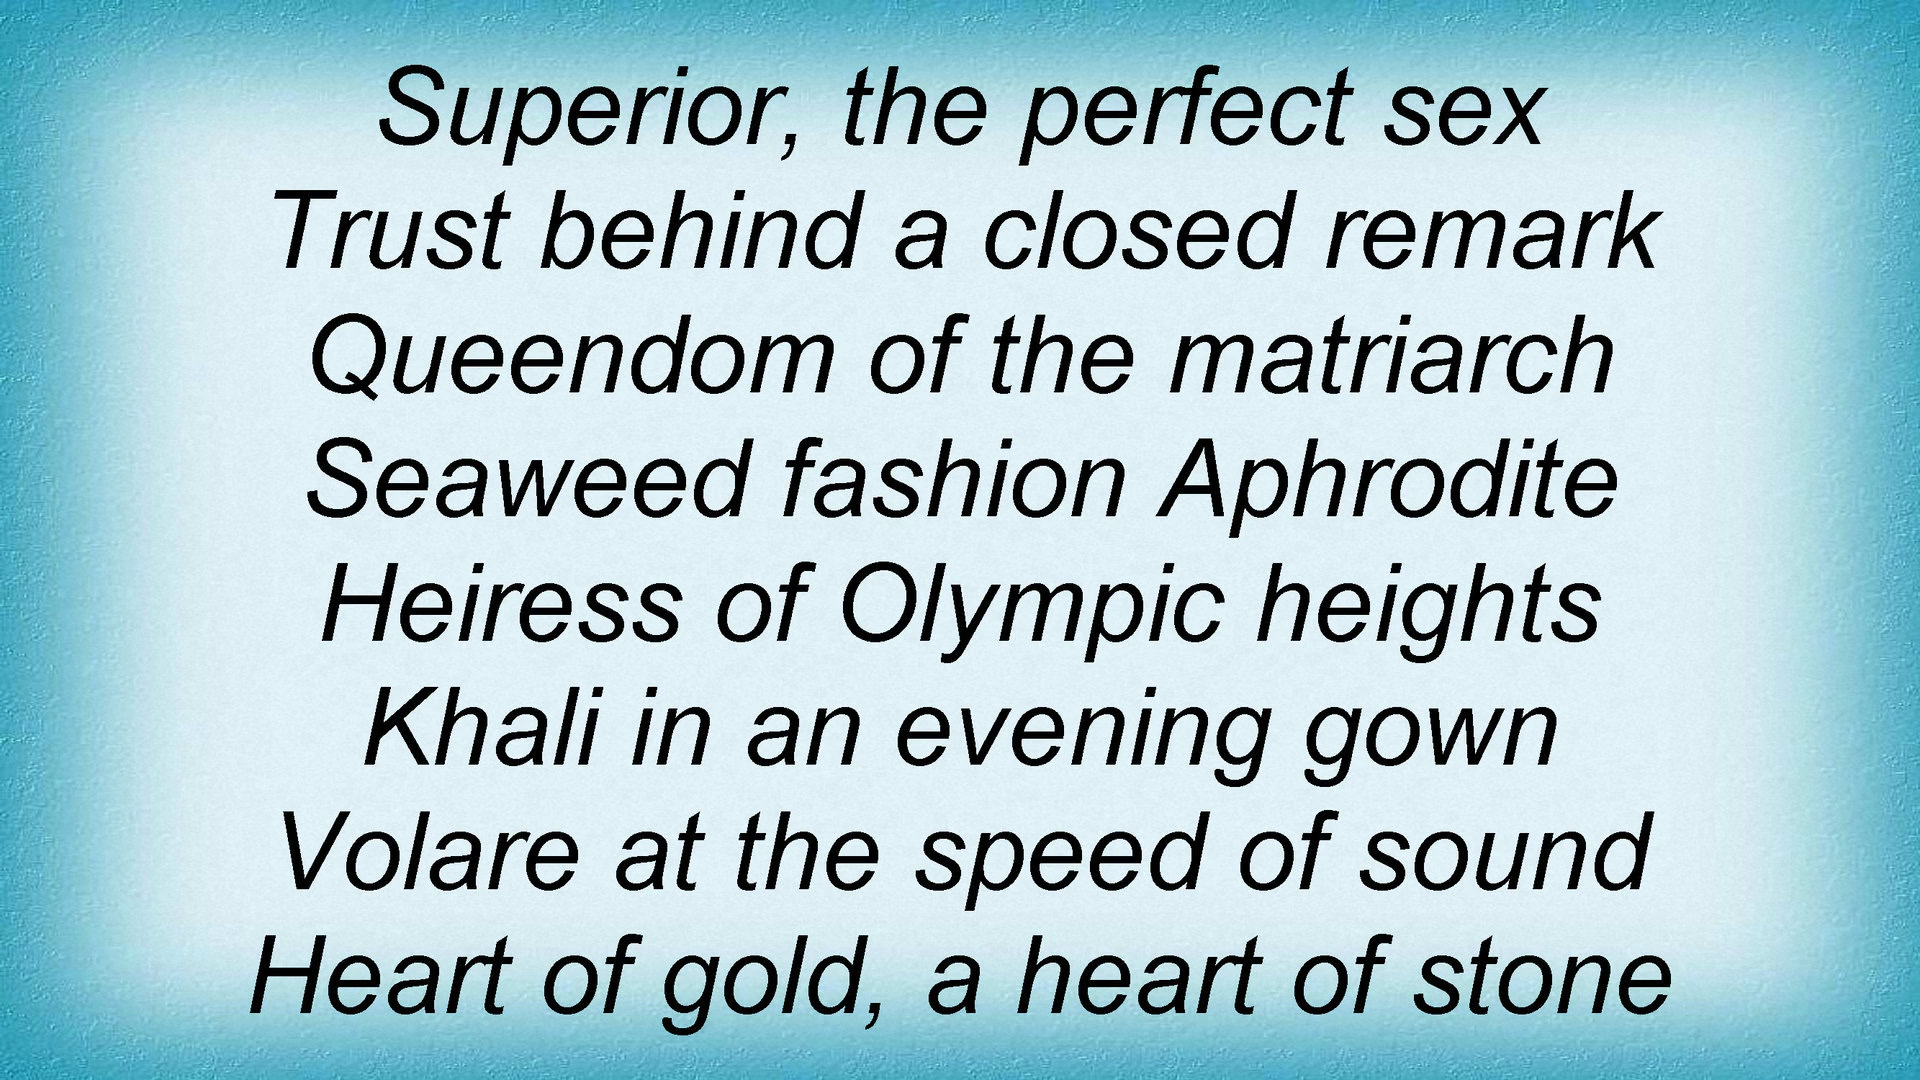 Superior, the perfect sex
Trust behind a closed remark
Queendom of the matriarch
Seaweed fashion Aphrodite
Heiress of Olympic heights
Khali in an evening gown
Volare at the speed of sound
Heart of gold, a heart of stone